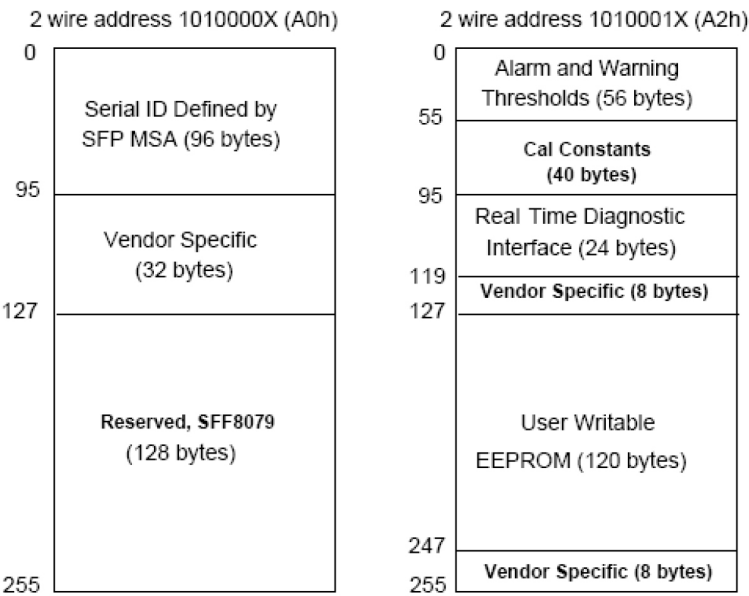 2 wire address 1010000X (A0h)
0
Serial ID Defined by
SFP MSA (96 bytes)
95
Vendor Specific
(32 bytes)
127
Reserved, SFF8079
(128 bytes)
255
2 wire address 1010001X (A2h)
0
Alarm and Warning
Thresholds (56 bytes)
55
Cal Constants
(40 bytes)
95
Real Time Diagnostic
Interface (24 bytes)
119
Vendor Specific (8 bytes)
127
User Writable
EEPROM (120 bytes)
247
Vendor Specific (8 bytes)
255